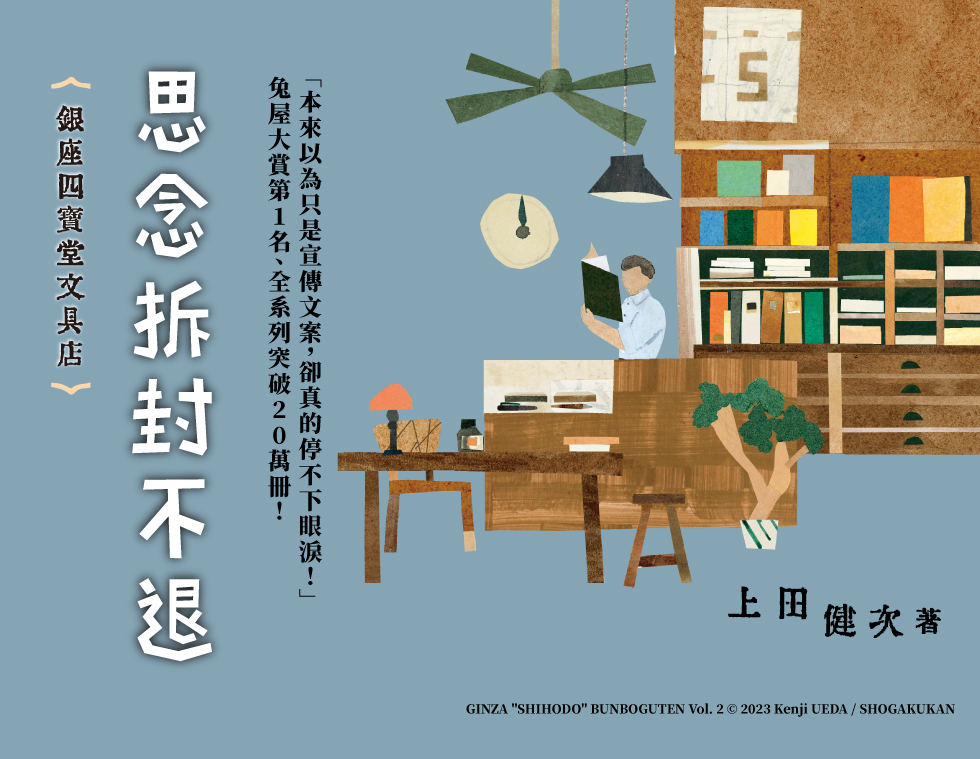 思念拆封不退
︷銀座四寶堂文具店︸
「本來以為只是宣傳文案，卻真的停不下眼淚！」
兔屋大賞第1名、全系列突破20萬冊！
上田健次 著
GINZA "SHIHODO" BUNBOGUTEN Vol. 2 © 2023 Kenji UEDA / SHOGAKUKAN